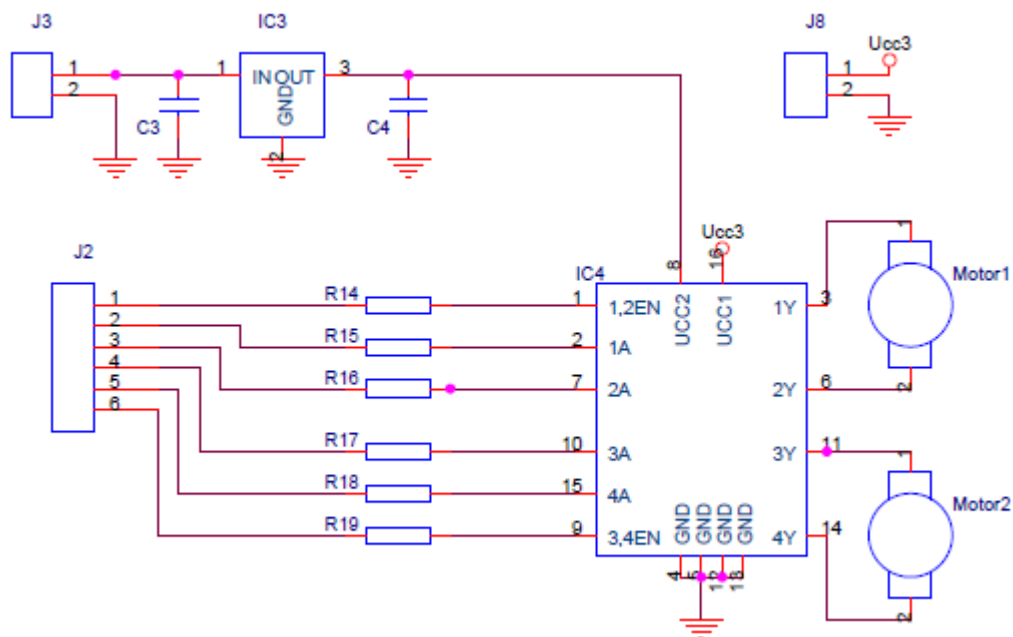 J3
IC3
J8
Ucc3
1
2
1
IN OUT
3
GND
2
C3
C4
1
2
J2
1
2
3
4
5
6
R14
R15
R16
R17
R18
R19
IC4
8
Ucc3
16
1
2
7
10
15
9
1,2EN
1A
2A
3A
4A
3,4EN
UCC2
UCC1
1Y
2Y
3Y
4Y
GND
GND
GND
GND
4
5
12
13
3
6
11
14
1
Motor1
2
1
Motor2
2